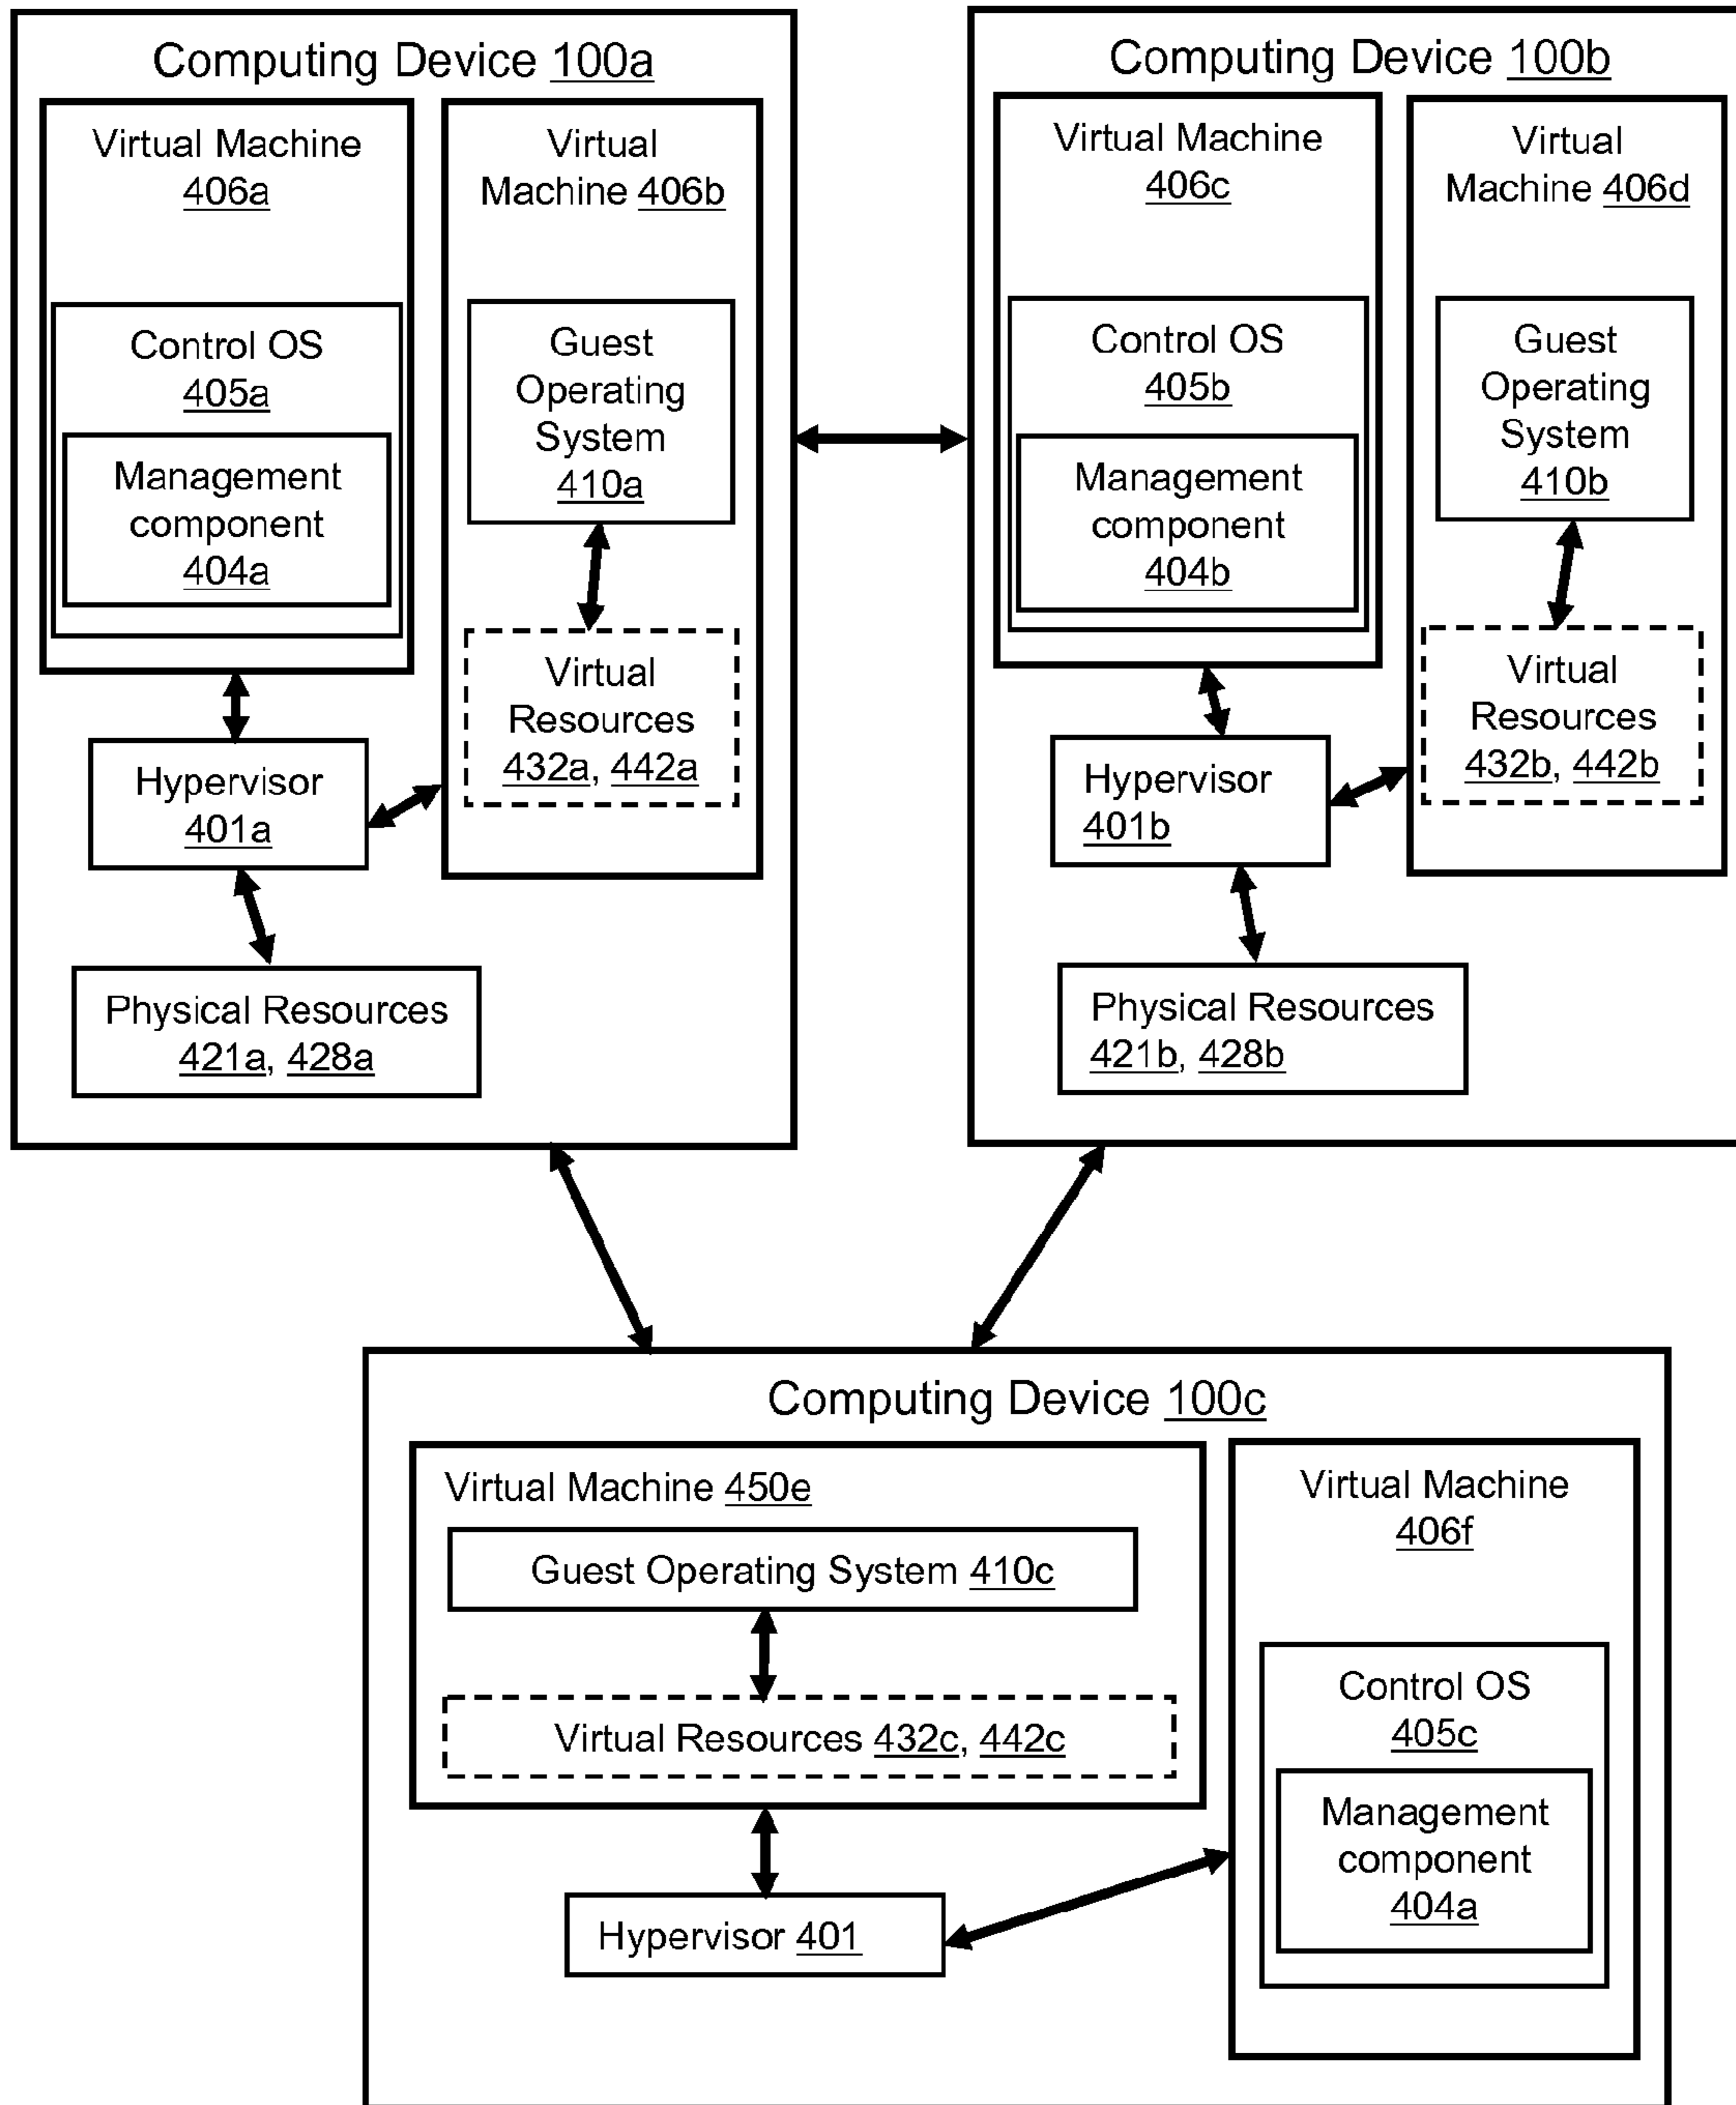 Computing Device 100a
Virtual Machine
406a
Control OS
405a
Management
component
404a
Virtual
Machine 406b
Guest
Operating
System
410a
Virtual
Resources
432a, 442a
Hypervisor
401a
Physical Resources
421a, 428a
Computing Device 100b
Virtual Machine
406c
Control OS
405b
Management
component
404b
Virtual
Machine 406d
Guest
Operating
System
410b
Virtual
Resources
432b, 442b
Hypervisor
401b
Physical Resources
421b, 428b
Computing Device 100c
Virtual Machine 450e
Guest Operating System 410c
Virtual Resources 432c, 442c
Hypervisor 401
Virtual Machine
406f
Control OS
405c
Management
component
404a